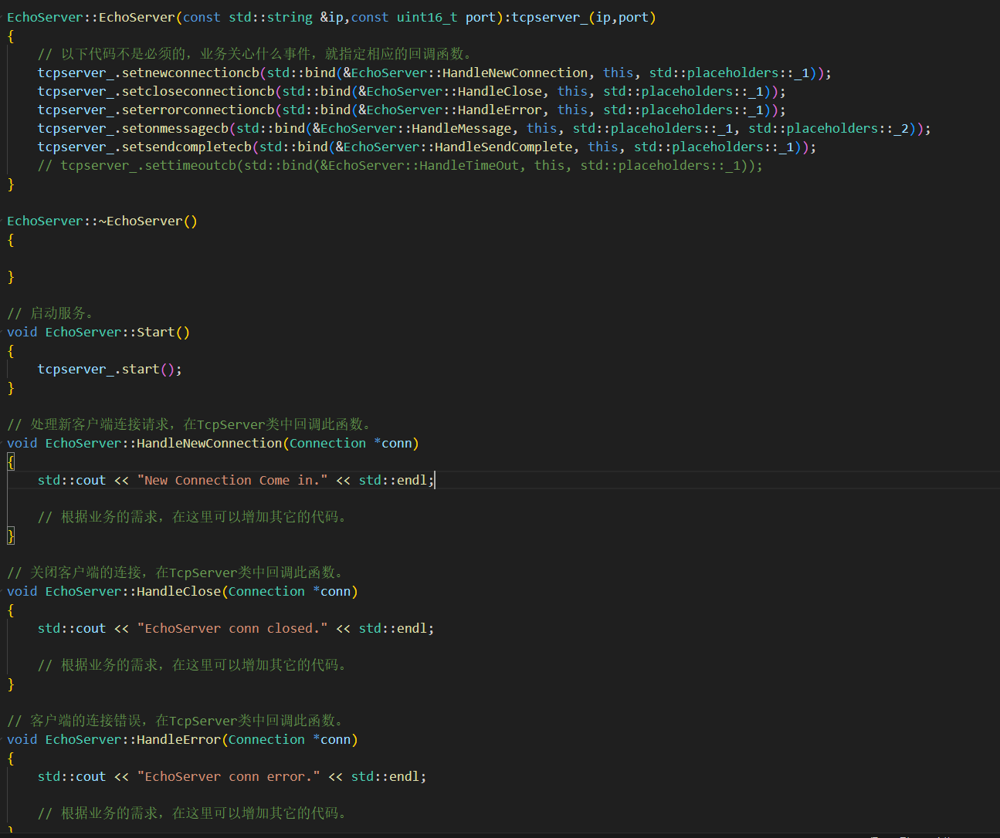 EchoServer::EchoServer(const std::string &ip,const uint16_t port):tcpserver_(ip,port)
{
    // 以下代码不是必须的，业务关心什么事件，就指定相应的回调函数。
    tcpserver_.setnewconnectioncb(std::bind(&EchoServer::HandleNewConnection, this, std::placeholders::_1));
    tcpserver_.setcloseconnectioncb(std::bind(&EchoServer::HandleClose, this, std::placeholders::_1));
    tcpserver_.seterrorconnectioncb(std::bind(&EchoServer::HandleError, this, std::placeholders::_1));
    tcpserver_.setonmessagecb(std::bind(&EchoServer::HandleMessage, this, std::placeholders::_1, std::placeholders::_2));
    tcpserver_.setsendcompletecb(std::bind(&EchoServer::HandleSendComplete, this, std::placeholders::_1));
    // tcpserver_.settimeoutcb(std::bind(&EchoServer::HandleTimeOut, this, std::placeholders::_1));
}

EchoServer::~EchoServer()
{

}

// 启动服务。
void EchoServer::Start()
{
    tcpserver_.start();
}

// 处理新客户端连接请求，在TcpServer类中回调此函数。
void EchoServer::HandleNewConnection(Connection *conn)
{
    std::cout << "New Connection Come in." << std::endl;

    // 根据业务的需求，在这里可以增加其它的代码。
}

// 关闭客户端的连接，在TcpServer类中回调此函数。
void EchoServer::HandleClose(Connection *conn)
{
    std::cout << "EchoServer conn closed." << std::endl;

    // 根据业务的需求，在这里可以增加其它的代码。
}

// 客户端的连接错误，在TcpServer类中回调此函数。
void EchoServer::HandleError(Connection *conn)
{
    std::cout << "EchoServer conn error." << std::endl;

    // 根据业务的需求，在这里可以增加其它的代码。
}